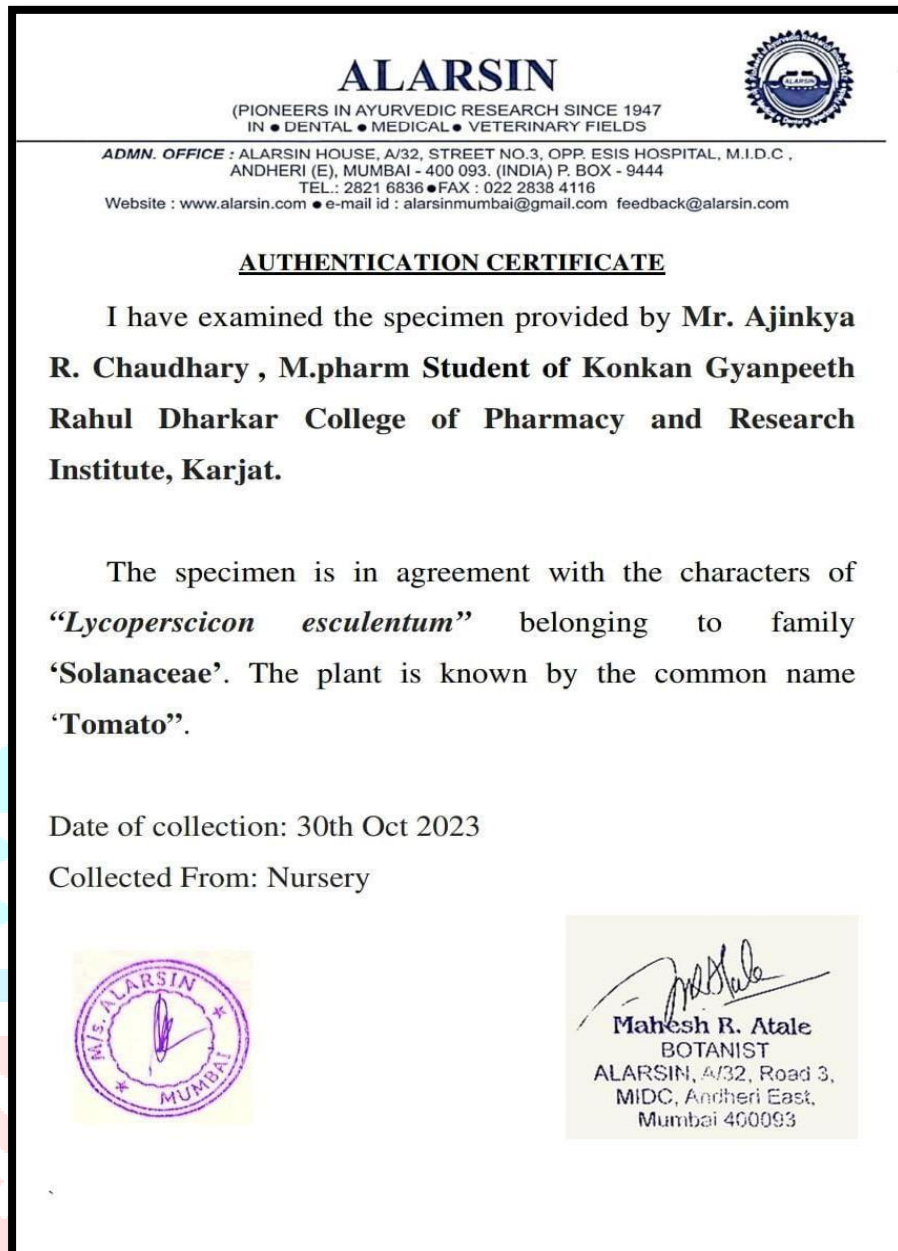 ALARSIN
(PIONEERS IN AYURVEDIC RESEARCH SINCE 1947
IN ● DENTAL ● MEDICAL ● VETERINARY FIELDS
ALARSIN
ADMN. OFFICE : ALARSIN HOUSE, A/32, STREET NO.3, OPP. ESIS HOSPITAL, M.I.D.C ,
ANDHERI (E), MUMBAI - 400 093. (INDIA) P. BOX - 9444
TEL.: 2821 6836 ● FAX : 022 2838 4116
Website : www.alarsin.com ● e-mail id : alarsinmumbai@gmail.com feedback@alarsin.com
AUTHENTICATION CERTIFICATE
I have examined the specimen provided by Mr. Ajinkya
R. Chaudhary , M.pharm Student of Konkan Gyanpeeth
Rahul Dharkar College of Pharmacy and Research
Institute, Karjat.
The specimen is in agreement with the characters of
“Lycoperscicon esculentum” belonging to family
‘Solanaceae’. The plant is known by the common name
‘Tomato”.
Date of collection: 30th Oct 2023
Collected From: Nursery
M/s. ALARSIN
MUMBAI
Mahesh R. Atale
BOTANIST
ALARSIN, A/32, Road 3,
MIDC, Andheri East,
Mumbai 400093